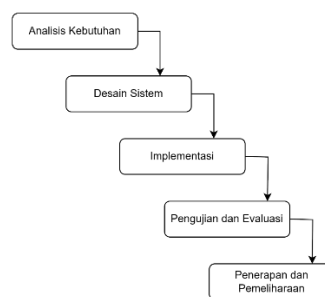 Analisis Kebutuhan
Desain Sistem
Implementasi
Pengujian dan Evaluasi
Penerapan dan
Pemeliharaan